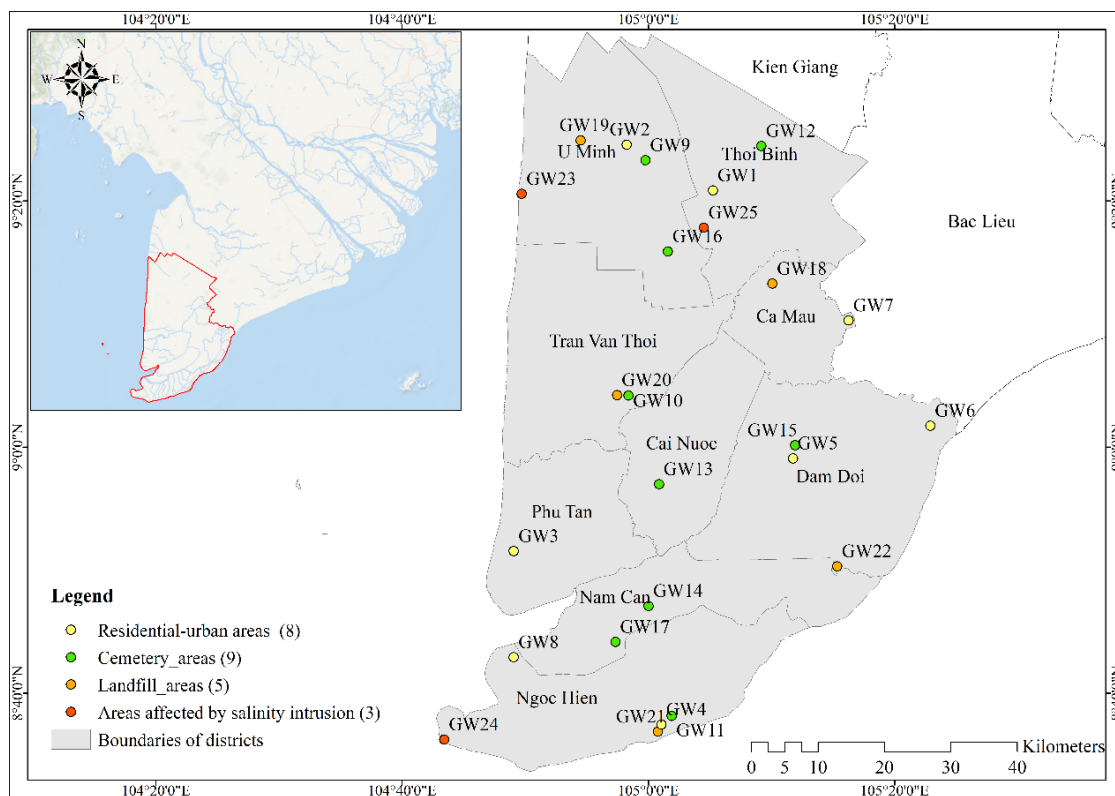 104°20'0"E 104°40'0"E 105°0'0"E 105°20'0"E
N
W E
S
Kien Giang
GW19 GW2 GW12
U Minh GW9 Thoi Binh
GW23 GW1
9°20'0"N
GW25
GW16
Bac Lieu
GW18
Ca Mau GW7
Tran Van Thoi
GW20
GW10
GW6
Cai Nuoc GW15 GW5
9°0'0"N
GW13 Dam Doi
Phu Tan
GW3
GW22
Legend
Nam Can GW14
Residential-urban areas (8)
GW17
Cemetery_areas (9)
GW8
Landfill_areas (5)
8°40'0"N
Ngoc Hien
Areas affected by salinity intrusion (3)
GW21 GW4
GW24 GW11
Boundaries of districts
Kilometers
0 5 10 20 30 40
104°20'0"E 104°40'0"E 105°0'0"E 105°20'0"E